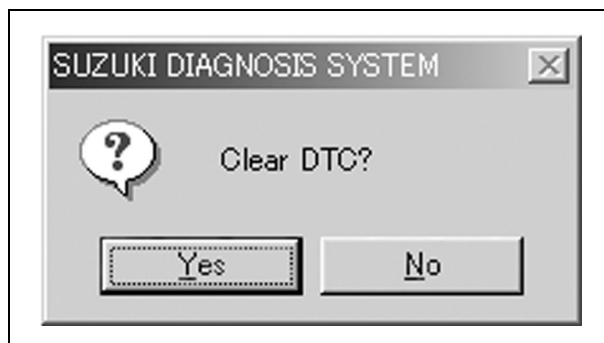 SUZUKI DIAGNOSIS SYSTEM
?
Clear DTC?
Yes
No